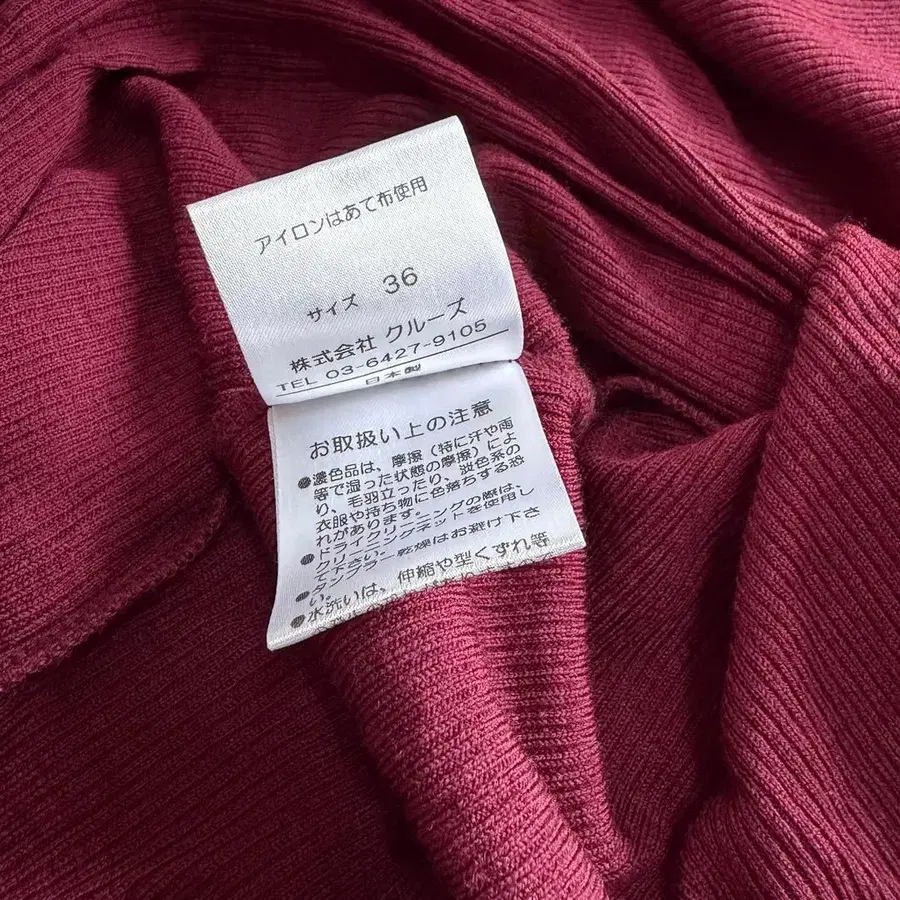 アイロンはあて布使用
サイズ 36
株式会社 クルーズ
TEL 03-6427-9105
日本製
お取扱い上の注意
●濃色品は、摩擦(特に汗や雨
等で湿った状態の摩擦)によ
り、毛羽立ったり、淡色系の
衣服や持ち物に色落ちする恐
れがあります。
●ドライクリーニングの際は、
クリーニングネットを使用し
て下さい。
●タンブラー乾燥はお避け下さ
い。
●水洗いは、伸縮や型くずれ等